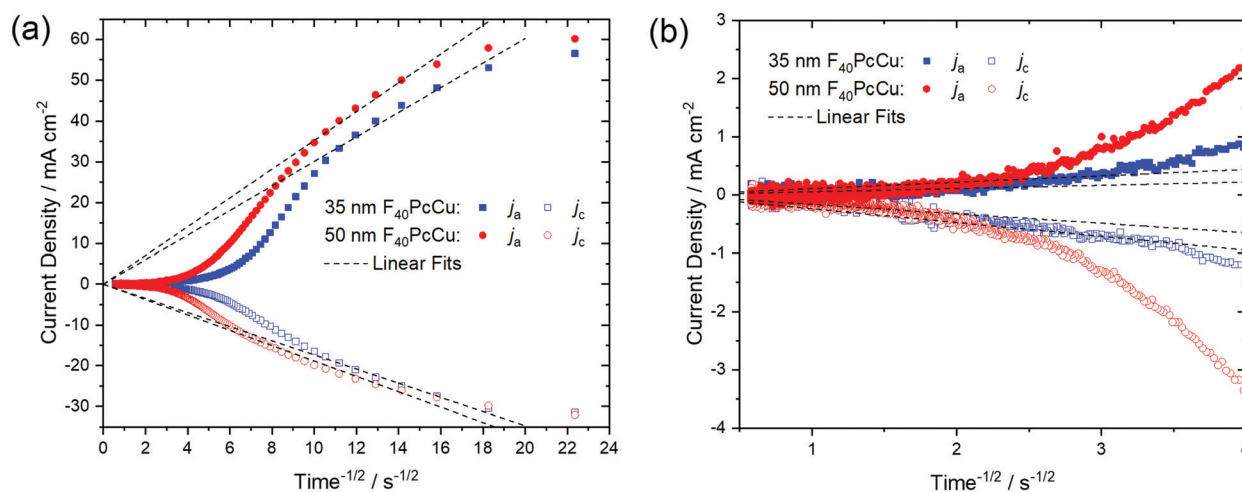 (a)
Current Density / mA cm-2
60
50
40
30
20
10
0
-10
-20
-30
35 nm F40PcCu: ja jc
50 nm F40PcCu: ja jc
Linear Fits
0 2 4 6 8 10 12 14 16 18 20 22 24
Time-1/2 / s-1/2
(b)
Current Density / mA cm-2
3
2
1
0
-1
-2
-3
-4
35 nm F40PcCu: ja jc
50 nm F40PcCu: ja jc
Linear Fits
1 2 3 4
Time-1/2 / s-1/2